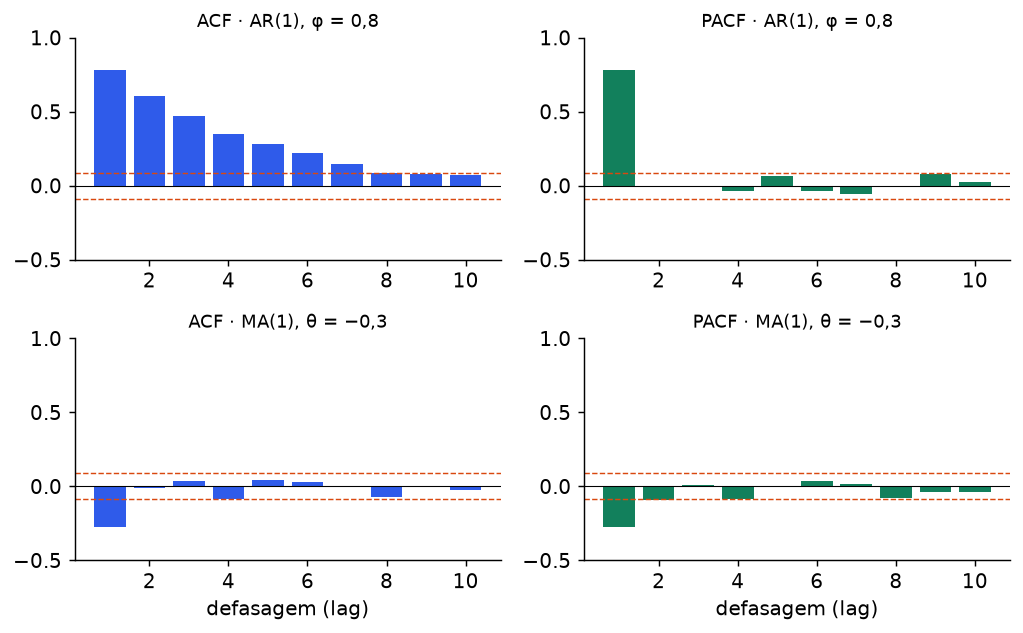 ACF · AR(1), φ = 0,8
1.0
0.5
0.0
−0.5
2 4 6 8 10
PACF · AR(1), φ = 0,8
1.0
0.5
0.0
−0.5
2 4 6 8 10
ACF · MA(1), θ = −0,3
1.0
0.5
0.0
−0.5
2 4 6 8 10
defasagem (lag)
PACF · MA(1), θ = −0,3
1.0
0.5
0.0
−0.5
2 4 6 8 10
defasagem (lag)